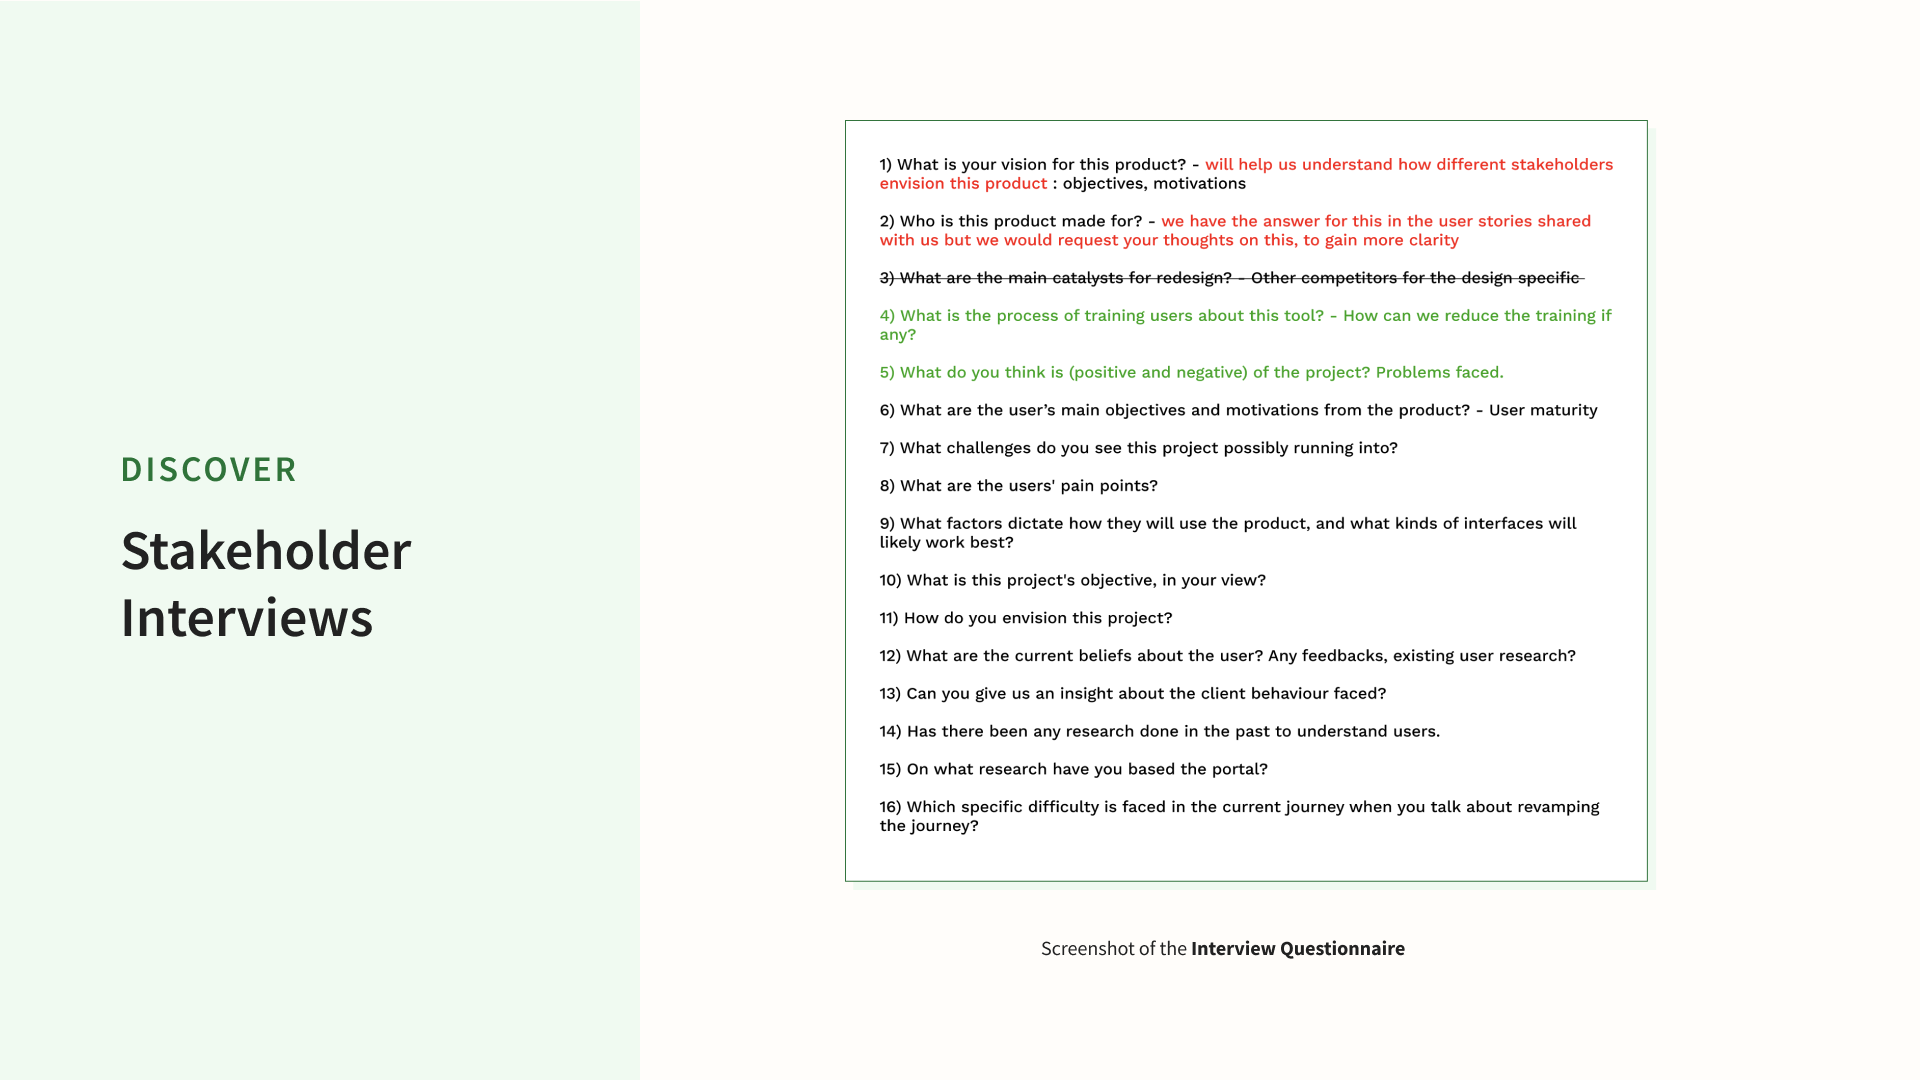 DISCOVER
Stakeholder
Interviews
1) What is your vision for this product? - will help us understand how different stakeholders
envision this product : objectives, motivations
2) Who is this product made for? - we have the answer for this in the user stories shared
with us but we would request your thoughts on this, to gain more clarity
3) What are the main catalysts for redesign? - Other competitors for the design specific
4) What is the process of training users about this tool? - How can we reduce the training if
any?
5) What do you think is (positive and negative) of the project? Problems faced.
6) What are the user’s main objectives and motivations from the product? - User maturity
7) What challenges do you see this project possibly running into?
8) What are the users' pain points?
9) What factors dictate how they will use the product, and what kinds of interfaces will
likely work best?
10) What is this project's objective, in your view?
11) How do you envision this project?
12) What are the current beliefs about the user? Any feedbacks, existing user research?
13) Can you give us an insight about the client behaviour faced?
14) Has there been any research done in the past to understand users.
15) On what research have you based the portal?
16) Which specific difficulty is faced in the current journey when you talk about revamping
the journey?
Screenshot of the Interview Questionnaire